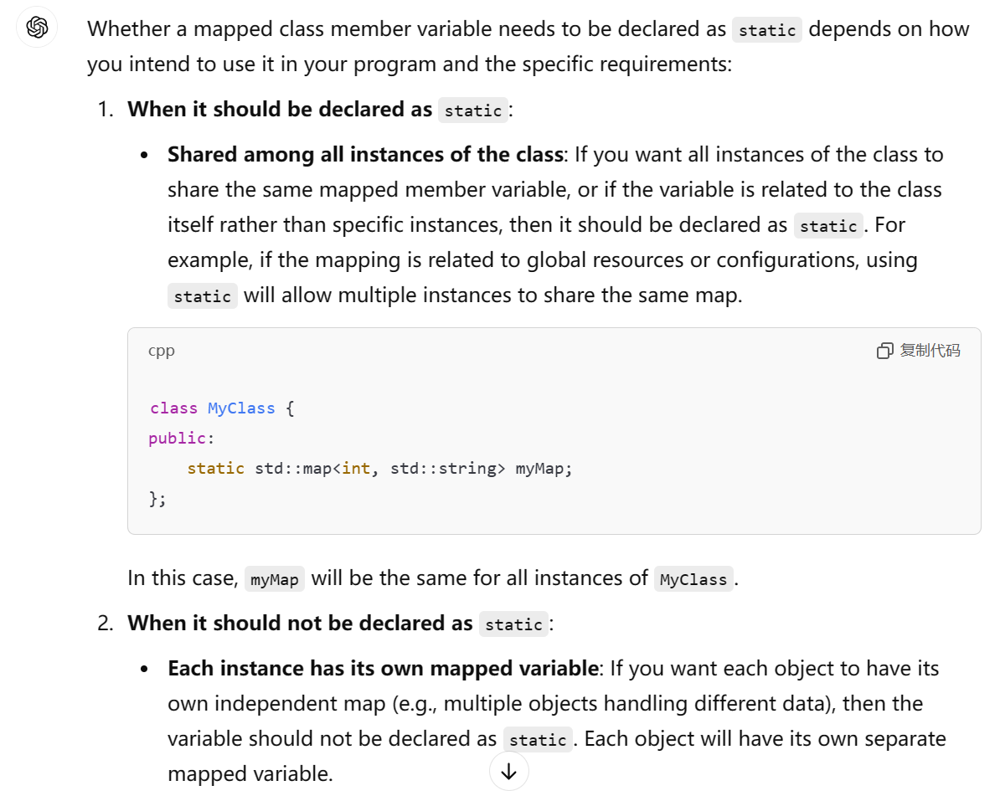 Whether a mapped class member variable needs to be declared as static depends on how
you intend to use it in your program and the specific requirements:
1. When it should be declared as static:
• Shared among all instances of the class: If you want all instances of the class to
share the same mapped member variable, or if the variable is related to the class
itself rather than specific instances, then it should be declared as static. For
example, if the mapping is related to global resources or configurations, using
static will allow multiple instances to share the same map.
cpp 复制代码
class MyClass {
public:
    static std::map<int, std::string> myMap;
};
In this case, myMap will be the same for all instances of MyClass.
2. When it should not be declared as static:
• Each instance has its own mapped variable: If you want each object to have its
own independent map (e.g., multiple objects handling different data), then the
variable should not be declared as static. Each object will have its own separate
mapped variable.